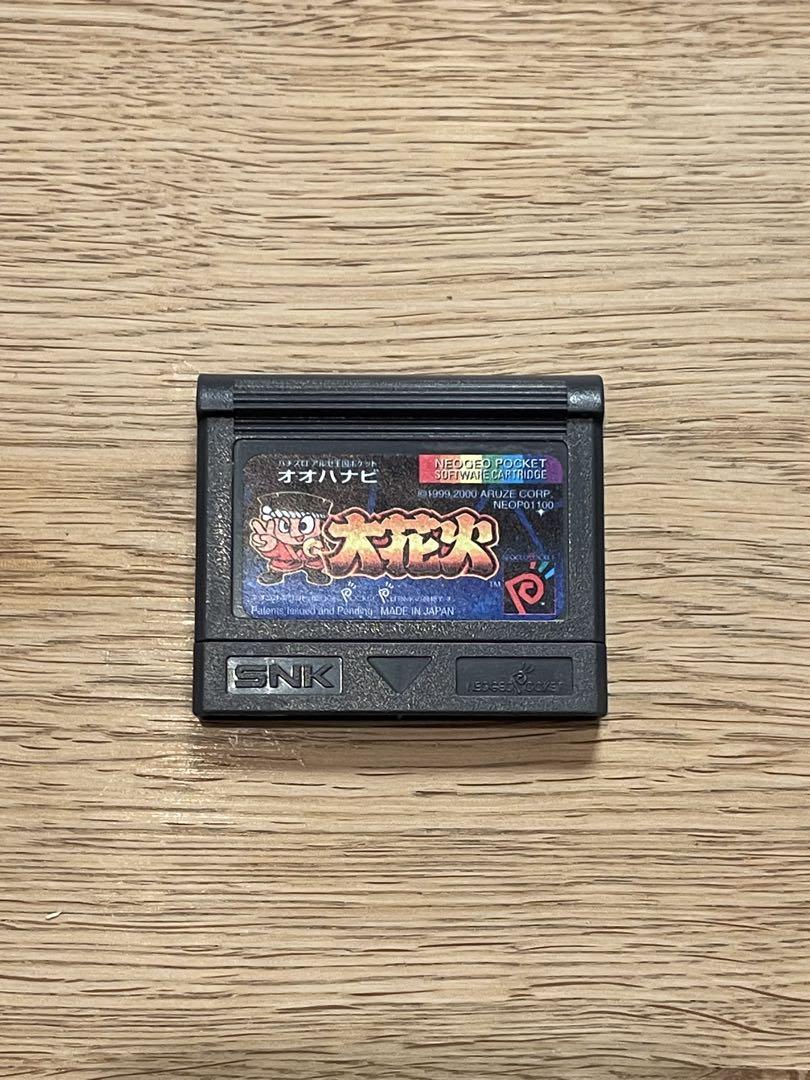 パチスロ アルゼ王国ポケット
オオハナビ
NEOGEO POCKET
SOFTWARE CARTRIDGE
©1999,2000 ARUZE CORP.
NEOP01100
大花火
TM
Patents Issued and Pending MADE IN JAPAN
SNK
NEOGEO POCKET